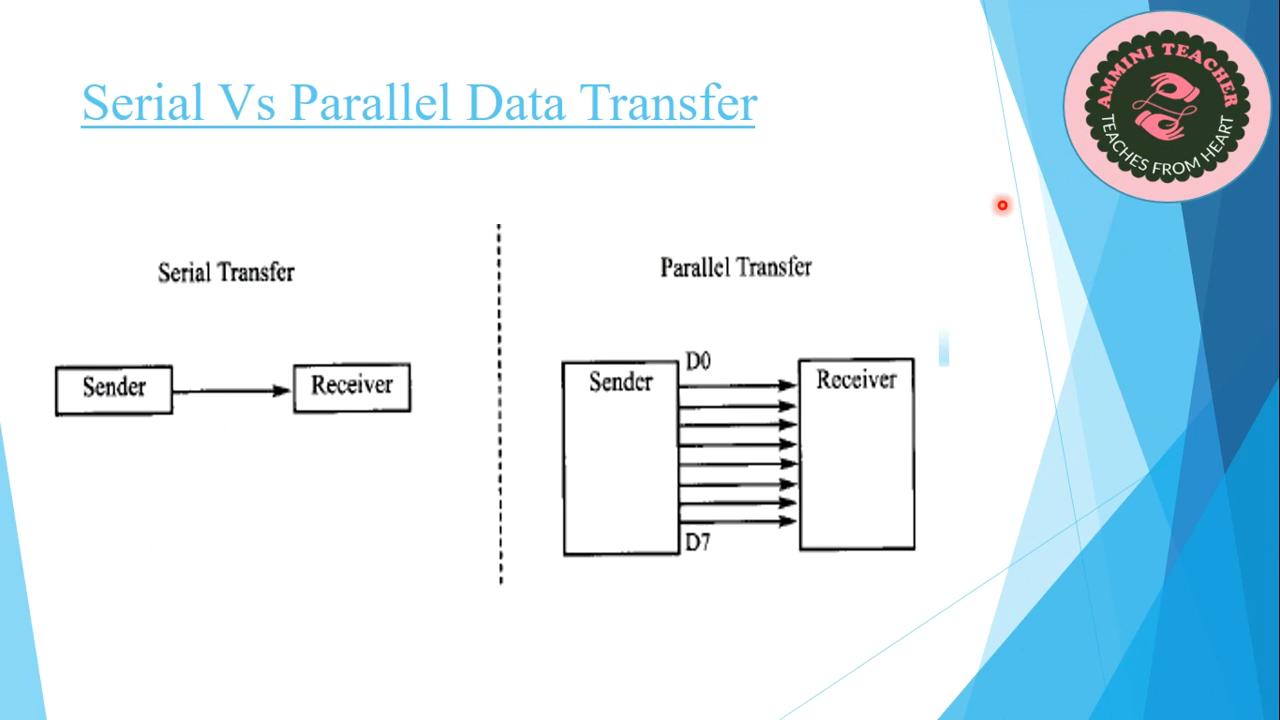 Serial Vs Parallel Data Transfer
AMMINI TEACHER
TEACHES FROM HEART
Serial Transfer
Sender
Receiver
Parallel Transfer
D0
Sender
Receiver
D7